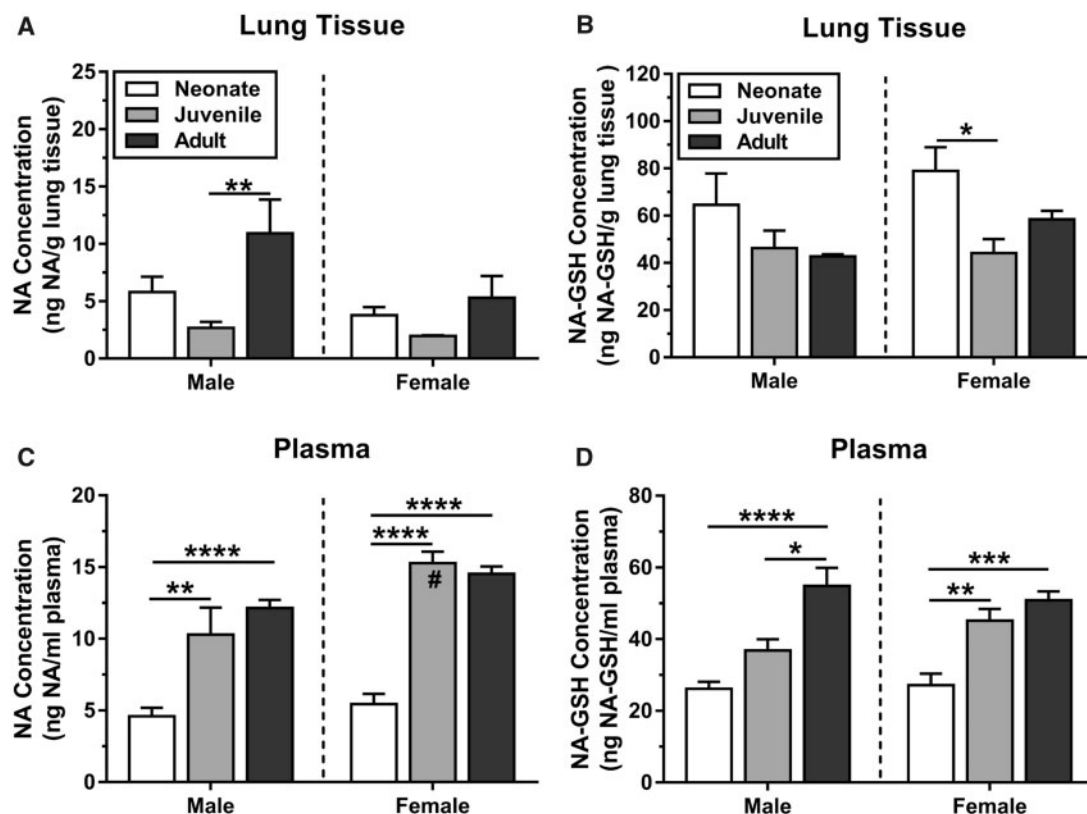 A
Lung Tissue
NA Concentration
(ng NA/g lung tissue)
25
20
15
10
5
0
Neonate
Juvenile
Adult
**
Male
Female
B
Lung Tissue
NA-GSH Concentration
(ng NA-GSH/g lung tissue )
120
100
80
60
40
20
0
Neonate
Juvenile
Adult
*
Male
Female
C
Plasma
NA Concentration
(ng NA/ml plasma)
20
15
10
5
0
****
**
****
****
#
Male
Female
D
Plasma
NA-GSH Concentration
(ng NA-GSH/ml plasma)
80
60
40
20
0
****
*
***
**
Male
Female